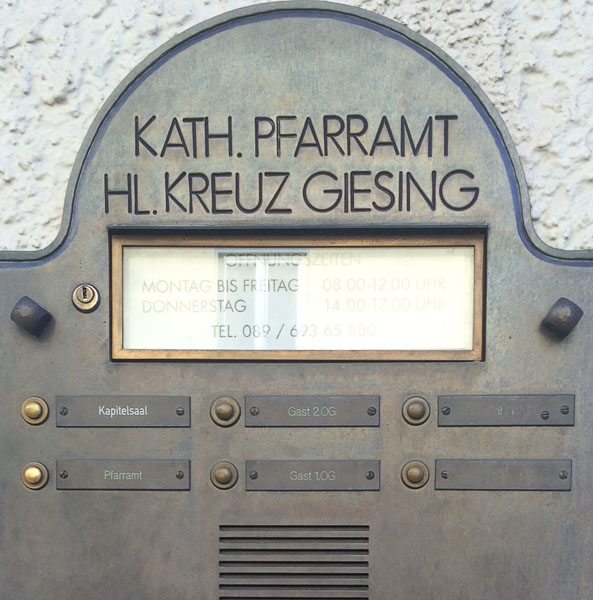 KATH. PFARRAMT
HL. KREUZ GIESING
ÖFFNUNGSZEITEN
MONTAG BIS FREITAG 08.00-12.00 UHR
DONNERSTAG 14.00-17.00 UHR
TEL. 089 / 693 65 880
Kapitelsaal Gast 2.OG
Pfarramt Gast 1.OG